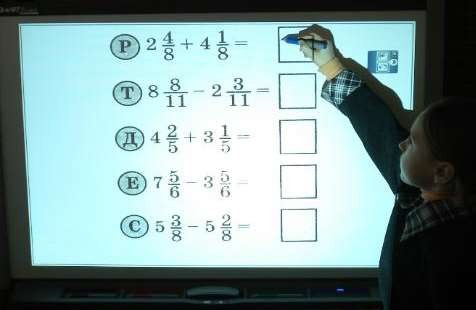 Р 2 4/8 + 4 1/8 =
Т 8 8/11 − 2 3/11 =
Д 4 2/5 + 3 1/5 =
Е 7 5/6 − 3 5/6 =
С 5 3/8 − 5 2/8 =